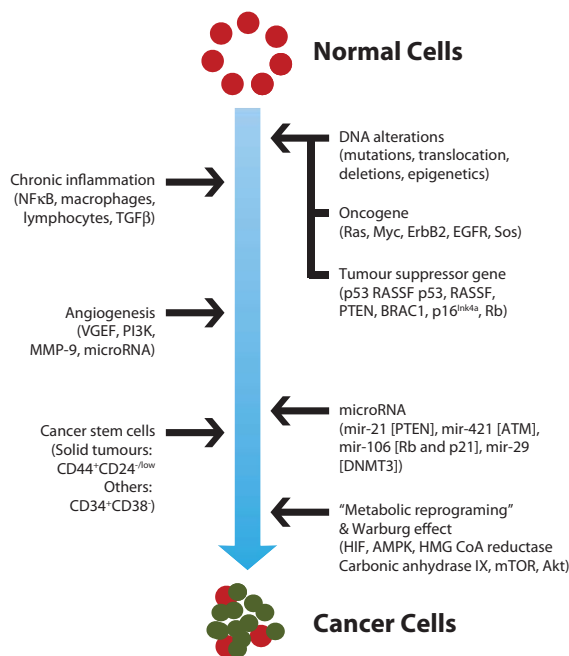 Normal Cells
DNA alterations
(mutations, translocation,
deletions, epigenetics)
Chronic inflammation
(NFκB, macrophages,
lymphocytes, TGFβ)
Oncogene
(Ras, Myc, ErbB2, EGFR, Sos)
Tumour suppressor gene
(p53 RASSF p53, RASSF,
PTEN, BRAC1, p16ᴵⁿᵏ⁴ᵃ, Rb)
Angiogenesis
(VGEF, PI3K,
MMP-9, microRNA)
microRNA
(mir-21 [PTEN], mir-421 [ATM],
mir-106 [Rb and p21], mir-29
[DNMT3])
Cancer stem cells
(Solid tumours:
CD44⁺CD24⁻/ˡᵒʷ
Others:
CD34⁺CD38⁻)
“Metabolic reprograming”
& Warburg effect
(HIF, AMPK, HMG CoA reductase
Carbonic anhydrase IX, mTOR, Akt)
Cancer Cells